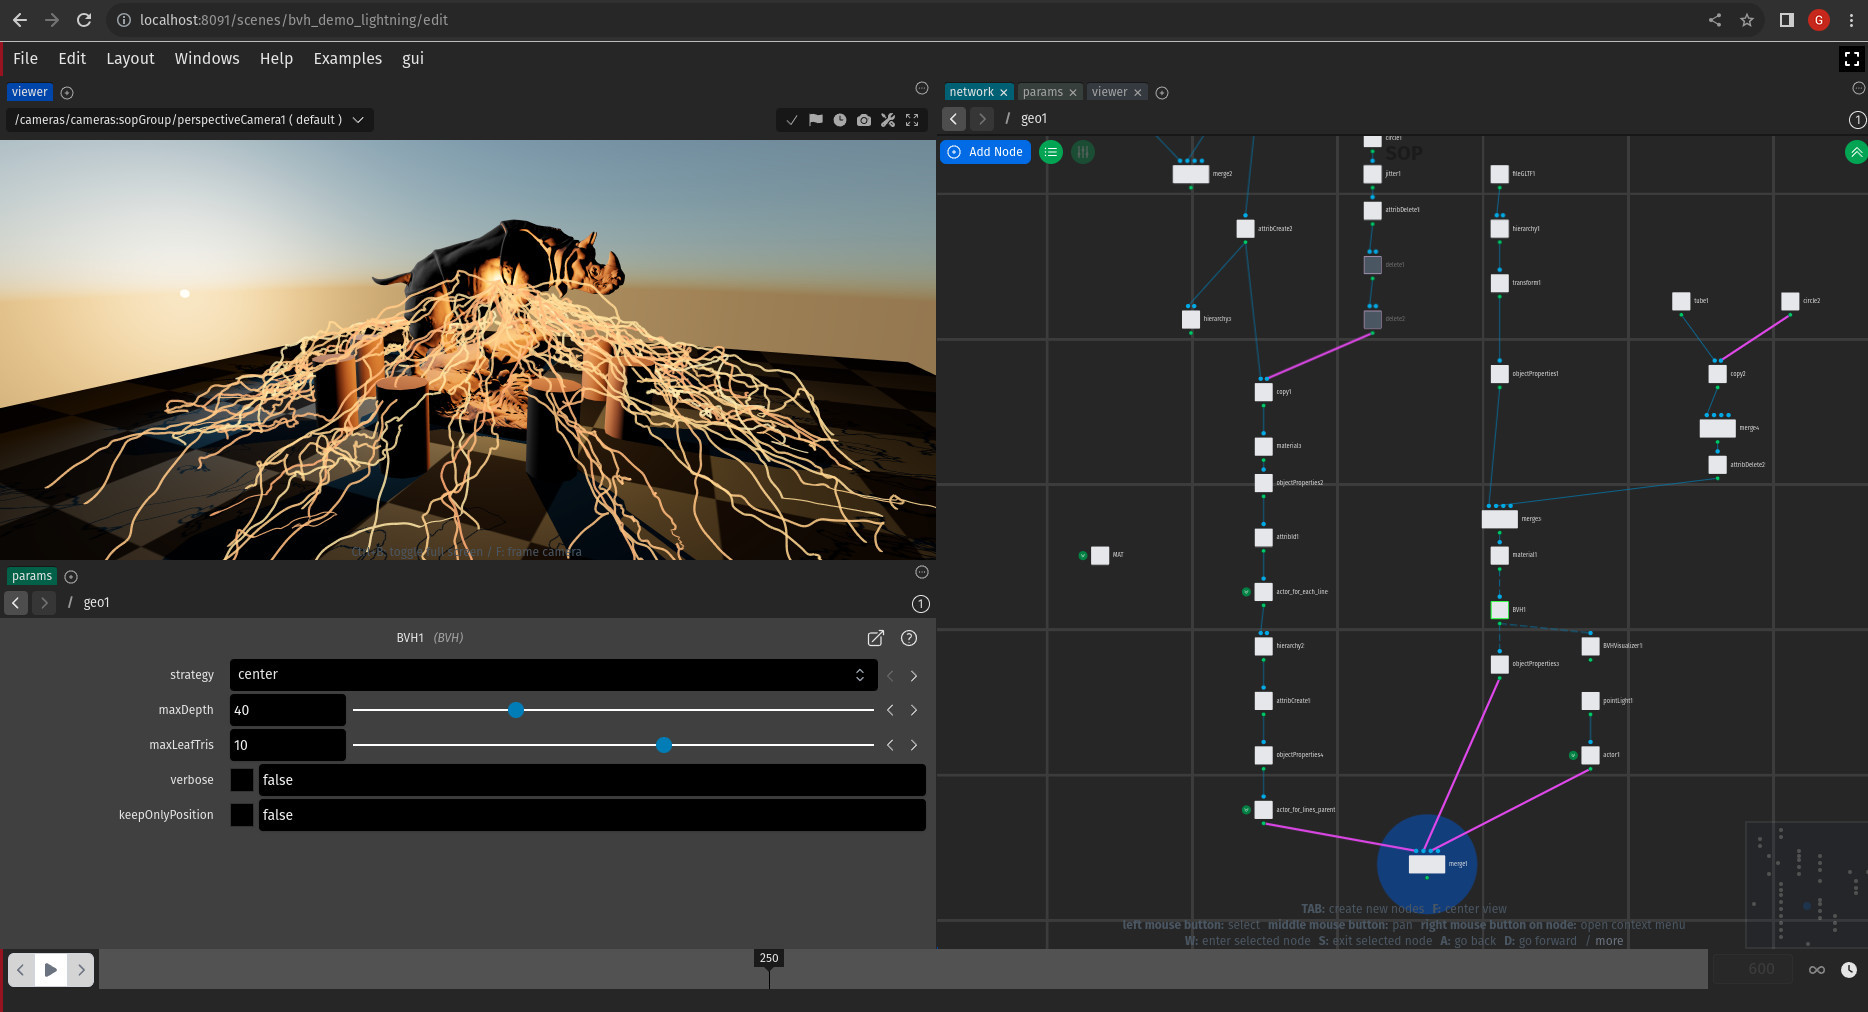 localhost:8091/scenes/bvh_demo_lightning/edit
G
File Edit Layout Windows Help Examples gui
viewer
/cameras/cameras:sopGroup/perspectiveCamera1 ( default )
Ctrl+B: toggle full screen / F: frame camera
params
/ geo1
1
BVH1 (BVH)
strategy center
maxDepth 40
maxLeafTris 10
verbose false
keepOnlyPosition false
network × params × viewer ×
/ geo1
1
Add Node
SOP
circle1
merge2
jitter1
fileGLTF1
attribDelete1
attribCreate2
hierarchy1
delete1
transform1
tube1
circle2
hierarchy3
delete2
objectProperties1
copy2
copy1
merge4
material3
attribDelete2
objectProperties2
merge3
attribId1
MAT
material1
actor_for_each_line
BVH1
hierarchy2
BVHVisualizer1
objectProperties3
attribCreate1
pointLight1
objectProperties4
actor1
actor_for_lines_parent
merge1
TAB: create new nodes F: center view
left mouse button: select middle mouse button: pan right mouse button on node: open context menu
W: enter selected node S: exit selected node A: go back D: go forward / more
250
600